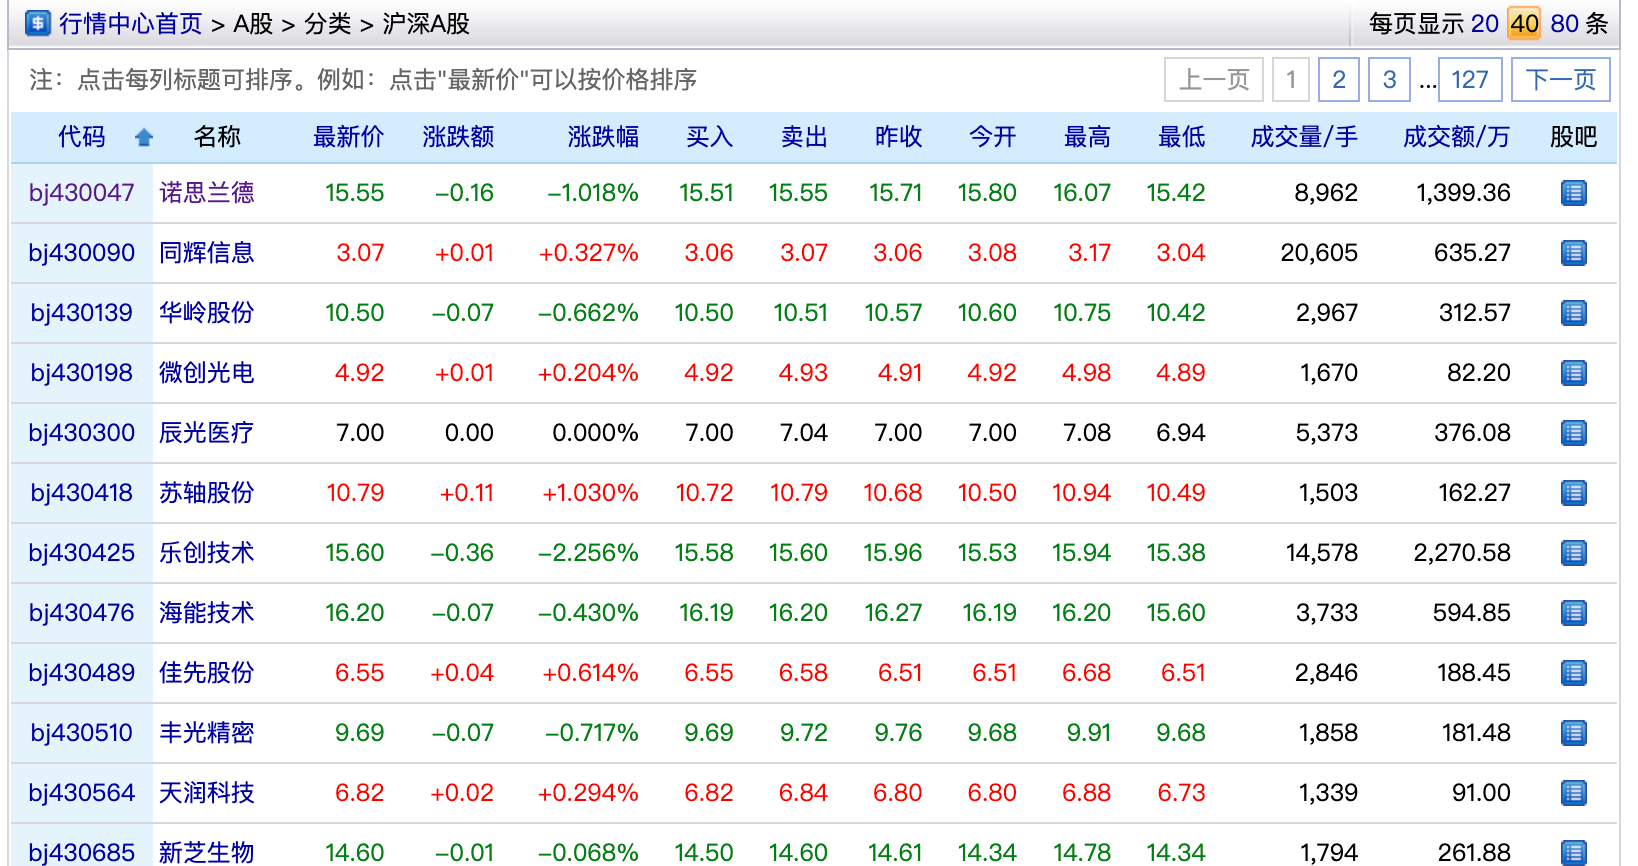 行情中心首页 > A股 > 分类 > 沪深A股 每页显示 20 40 80 条
注：点击每列标题可排序。例如：点击"最新价"可以按价格排序 上一页 1 2 3 ... 127 下一页
代码 名称 最新价 涨跌额 涨跌幅 买入 卖出 昨收 今开 最高 最低 成交量/手 成交额/万 股吧
bj430047 诺思兰德 15.55 -0.16 -1.018% 15.51 15.55 15.71 15.80 16.07 15.42 8,962 1,399.36
bj430090 同辉信息 3.07 +0.01 +0.327% 3.06 3.07 3.06 3.08 3.17 3.04 20,605 635.27
bj430139 华岭股份 10.50 -0.07 -0.662% 10.50 10.51 10.57 10.60 10.75 10.42 2,967 312.57
bj430198 微创光电 4.92 +0.01 +0.204% 4.92 4.93 4.91 4.92 4.98 4.89 1,670 82.20
bj430300 辰光医疗 7.00 0.00 0.000% 7.00 7.04 7.00 7.00 7.08 6.94 5,373 376.08
bj430418 苏轴股份 10.79 +0.11 +1.030% 10.72 10.79 10.68 10.50 10.94 10.49 1,503 162.27
bj430425 乐创技术 15.60 -0.36 -2.256% 15.58 15.60 15.96 15.53 15.94 15.38 14,578 2,270.58
bj430476 海能技术 16.20 -0.07 -0.430% 16.19 16.20 16.27 16.19 16.20 15.60 3,733 594.85
bj430489 佳先股份 6.55 +0.04 +0.614% 6.55 6.58 6.51 6.51 6.68 6.51 2,846 188.45
bj430510 丰光精密 9.69 -0.07 -0.717% 9.69 9.72 9.76 9.68 9.91 9.68 1,858 181.48
bj430564 天润科技 6.82 +0.02 +0.294% 6.82 6.84 6.80 6.80 6.88 6.73 1,339 91.00
bj430685 新芝生物 14.60 -0.01 -0.068% 14.50 14.60 14.61 14.34 14.78 14.34 1,794 261.88